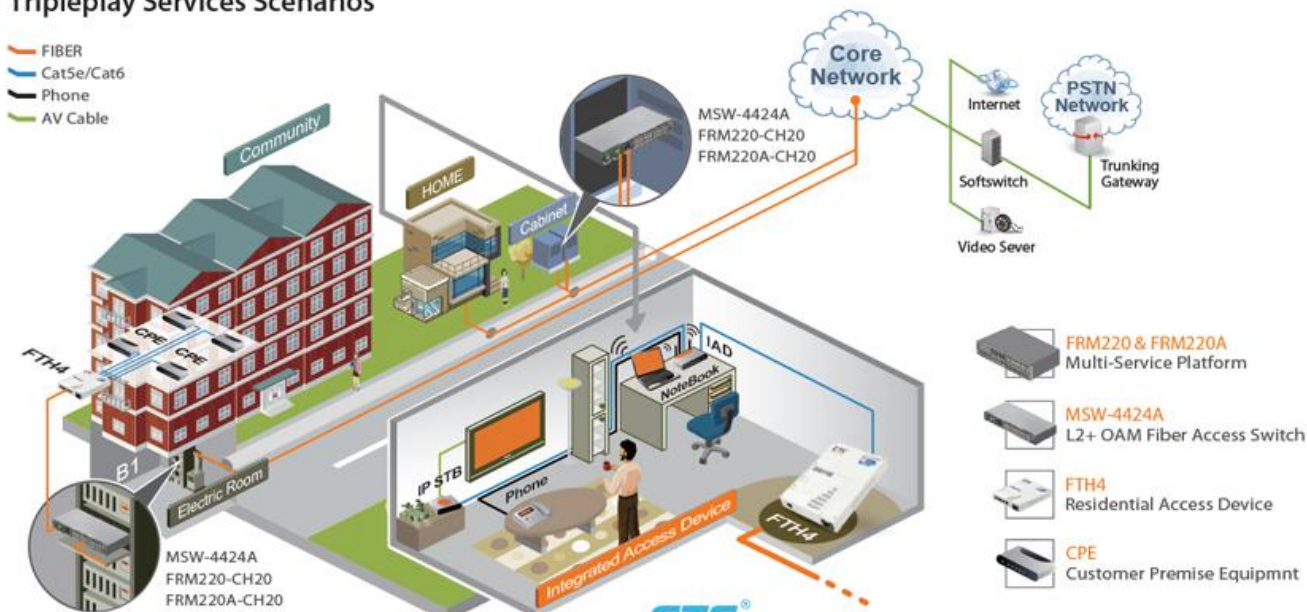 Tripleplay Services Scenarios
FIBER
Cat5e/Cat6
Phone
AV Cable
Community
HOME
Cabinet
MSW-4424A
FRM220-CH20
FRM220A-CH20
Core
Network
Internet
PSTN
Network
Softswitch
Trunking
Gateway
Video Sever
CPE
CPE
FTH4
B1
Electric Room
MSW-4424A
FRM220-CH20
FRM220A-CH20
IAD
NoteBook
IP STB
Phone
Integrated Access Device
FTH4
FRM220 & FRM220A
Multi-Service Platform
MSW-4424A
L2+ OAM Fiber Access Switch
FTH4
Residential Access Device
CPE
Customer Premise Equipmnt